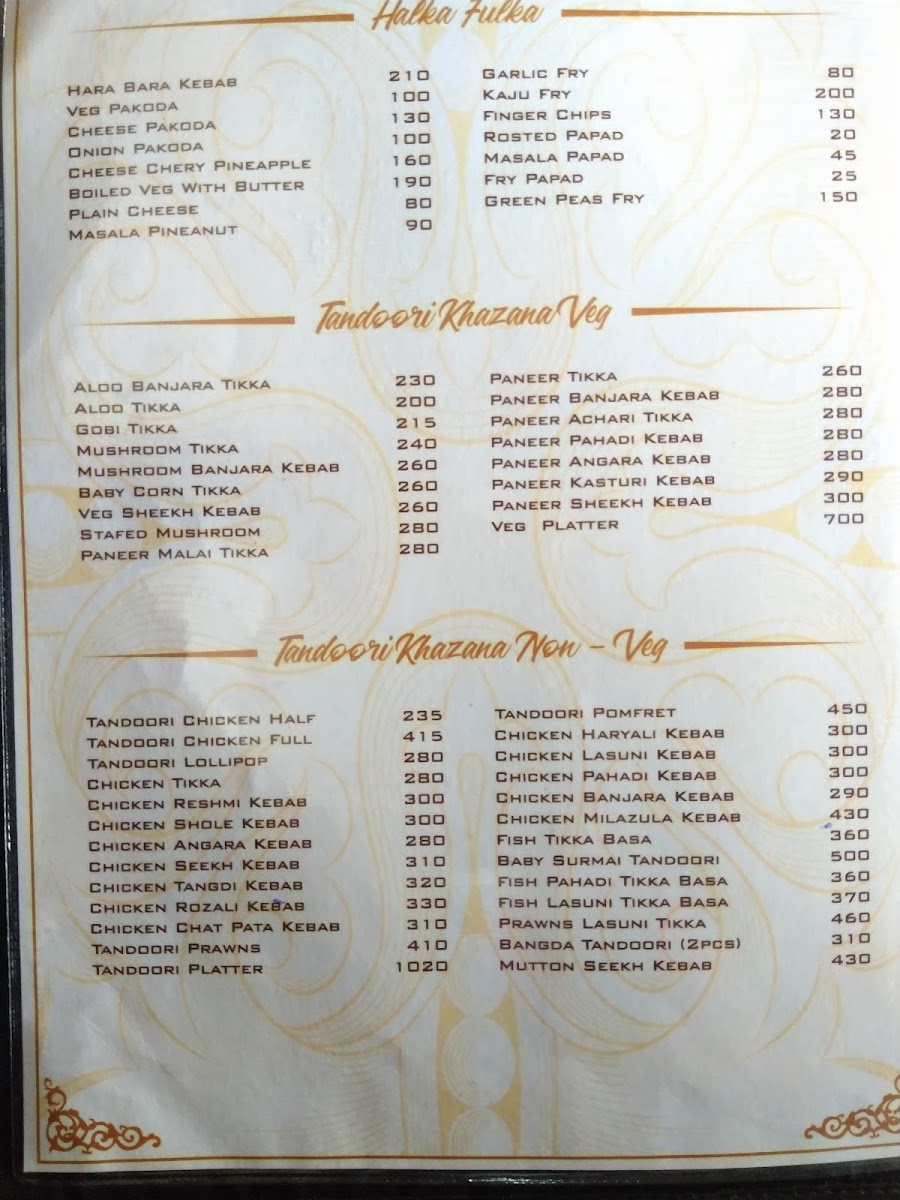 Halka Fulka
HARA BARA KEBAB 210
VEG PAKODA 100
CHEESE PAKODA 130
ONION PAKODA 100
CHEESE CHERY PINEAPPLE 160
BOILED VEG WITH BUTTER 190
PLAIN CHEESE 80
MASALA PINEANUT 90
GARLIC FRY 80
KAJU FRY 200
FINGER CHIPS 130
ROSTED PAPAD 20
MASALA PAPAD 45
FRY PAPAD 25
GREEN PEAS FRY 150
Tandoori Khazana Veg
ALOO BANJARA TIKKA 230
ALOO TIKKA 200
GOBI TIKKA 215
MUSHROOM TIKKA 240
MUSHROOM BANJARA KEBAB 260
BABY CORN TIKKA 260
VEG SHEEKH KEBAB 260
STAFED MUSHROOM 280
PANEER MALAI TIKKA 280
PANEER TIKKA 260
PANEER BANJARA KEBAB 280
PANEER ACHARI TIKKA 280
PANEER PAHADI KEBAB 280
PANEER ANGARA KEBAB 280
PANEER KASTURI KEBAB 290
PANEER SHEEKH KEBAB 300
VEG PLATTER 700
Tandoori Khazana Non - Veg
TANDOORI CHICKEN HALF 235
TANDOORI CHICKEN FULL 415
TANDOORI LOLLIPOP 280
CHICKEN TIKKA 280
CHICKEN RESHMI KEBAB 300
CHICKEN SHOLE KEBAB 300
CHICKEN ANGARA KEBAB 280
CHICKEN SEEKH KEBAB 310
CHICKEN TANGDI KEBAB 320
CHICKEN ROZALI KEBAB 330
CHICKEN CHAT PATA KEBAB 310
TANDOORI PRAWNS 410
TANDOORI PLATTER 1020
TANDOORI POMFRET 450
CHICKEN HARYALI KEBAB 300
CHICKEN LASUNI KEBAB 300
CHICKEN PAHADI KEBAB 300
CHICKEN BANJARA KEBAB 290
CHICKEN MILAZULA KEBAB 430
FISH TIKKA BASA 360
BABY SURMAI TANDOORI 500
FISH PAHADI TIKKA BASA 360
FISH LASUNI TIKKA BASA 370
PRAWNS LASUNI TIKKA 460
BANGDA TANDOORI (2PCS) 310
MUTTON SEEKH KEBAB 430